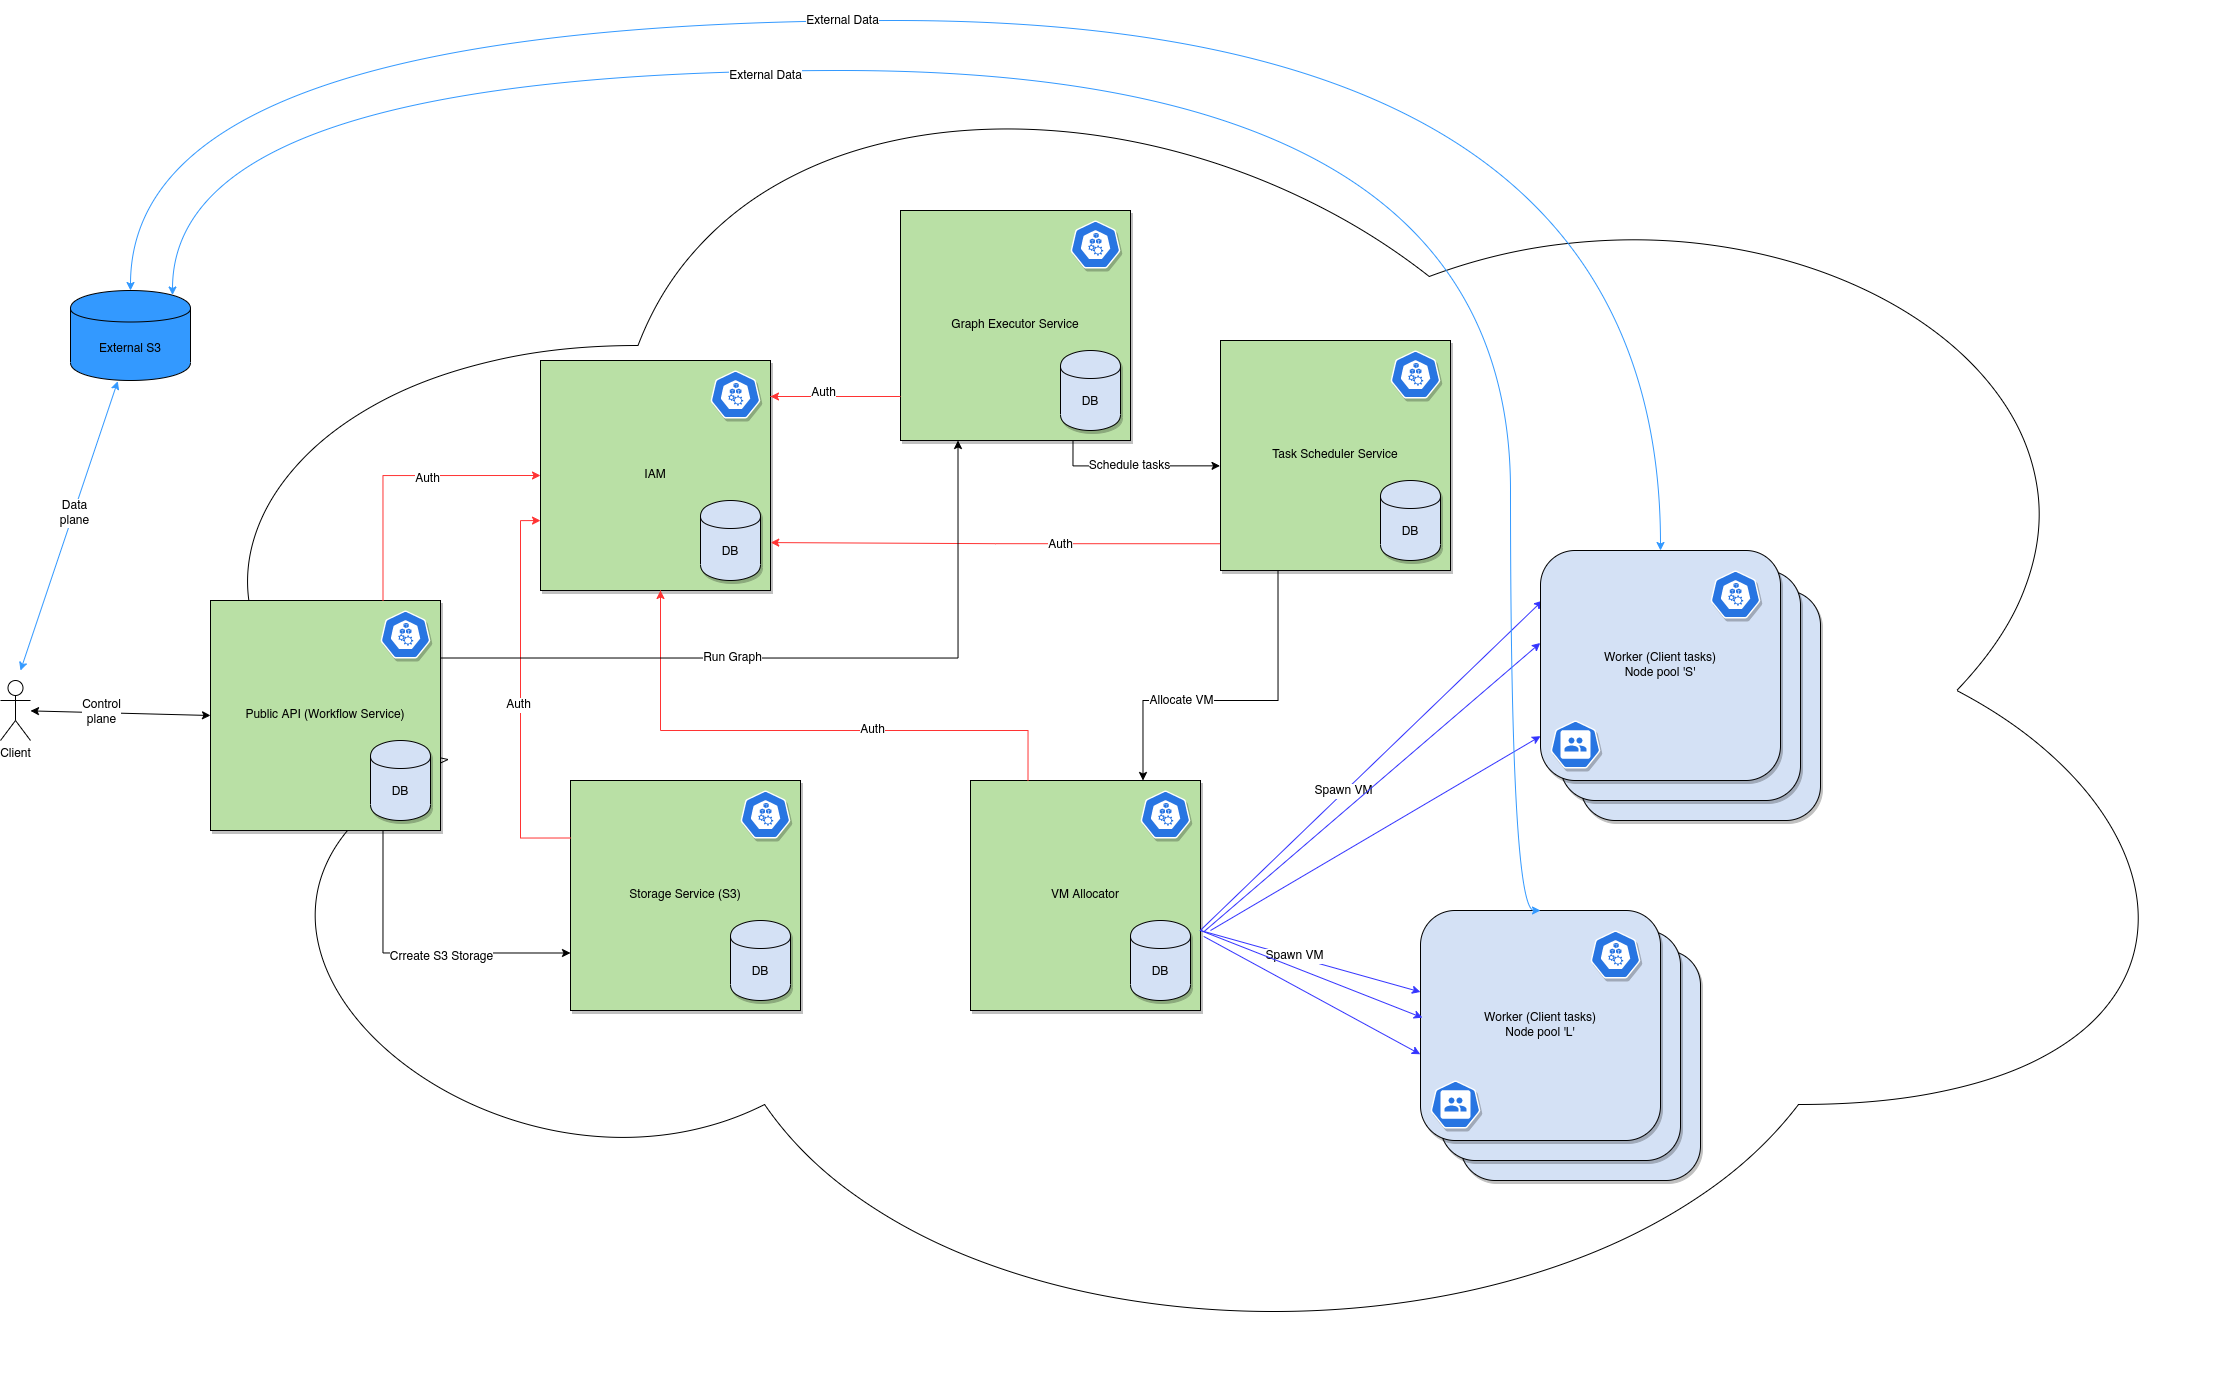 External Data
External Data
External S3
Graph Executor Service
DB
Auth
Schedule tasks
Task Scheduler Service
DB
IAM
DB
Auth
Auth
Data
plane
Auth
Run Graph
Control
plane
Client
Public API (Workflow Service)
DB
Allocate VM
Auth
Worker (Client tasks)
Node pool 'S'
Spawn VM
Storage Service (S3)
DB
Crreate S3 Storage
VM Allocator
DB
Spawn VM
Worker (Client tasks)
Node pool 'L'